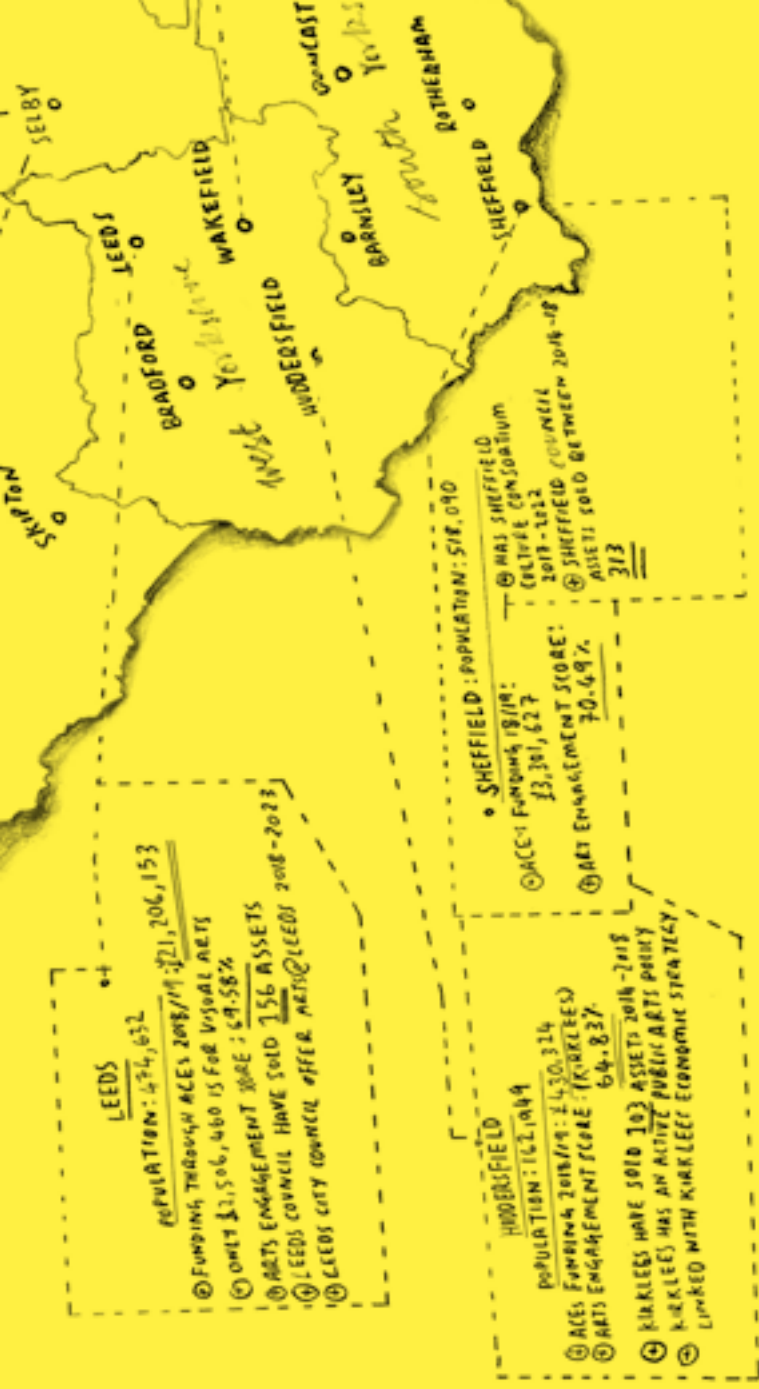 SELBY
SKIPTON
LEEDS
BRADFORD
WAKEFIELD
West Yorkshire
HUDDERSFIELD
DONCAST
BARNSLEY
South Yorks
ROTHERHAM
SHEFFIELD
LEEDS
POPULATION: 474,632
FUNDING THROUGH ACES 2018/19: £21,206,153
ONLY £2,506,460 IS FOR VISUAL ARTS
ARTS ENGAGEMENT SCORE: 69.58%
LEEDS COUNCIL HAVE SOLD 156 ASSETS
LEEDS CITY COUNCIL OFFER ARTS@LEEDS 2018-2023
SHEFFIELD: POPULATION: 518,090
ACE: FUNDING 18/19:
£3,301,627
ART ENGAGEMENT SCORE:
70.49%
HAS SHEFFIELD
CULTURE CONSORTIUM
2017-2022
SHEFFIELD COUNCIL
ASSETS SOLD BETWEEN 2014-18
313
HUDDERSFIELD
POPULATION: 162,949
ACES FUNDING 2018/19: £430,324
ARTS ENGAGEMENT SCORE: (KIRKLEES)
64.83%
KIRKLEES HAVE SOLD 103 ASSETS 2014-2018
KIRKLEES HAS AN ACTIVE PUBLIC ARTS POLICY
LINKED WITH KIRKLEES ECONOMIC STRATEGY